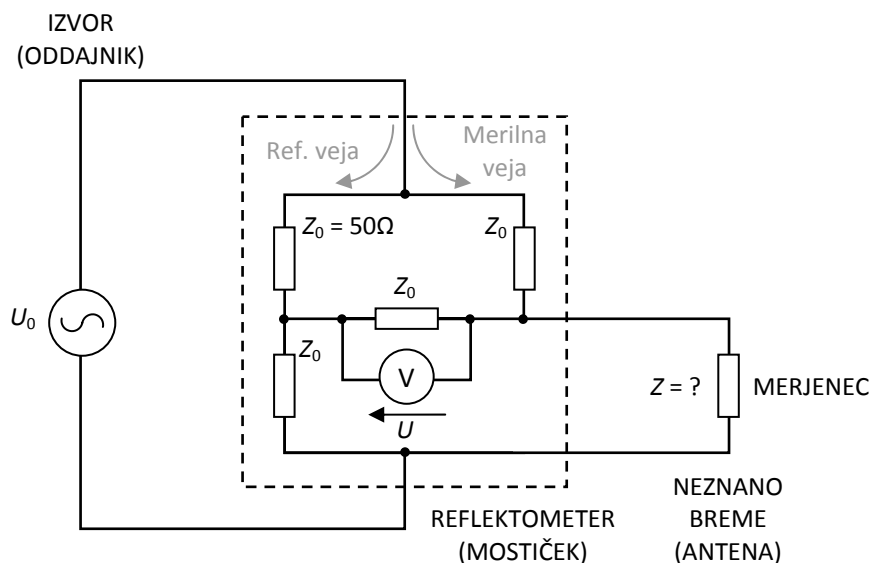 IZVOR
(ODDAJNIK)
Ref. veja
Merilna
veja
Z₀ = 50Ω
Z₀
Z₀
U₀
Z₀
V
U
Z = ?
MERJENEC
REFLEKTOMETER
(MOSTIČEK)
NEZNANO
BREME
(ANTENA)